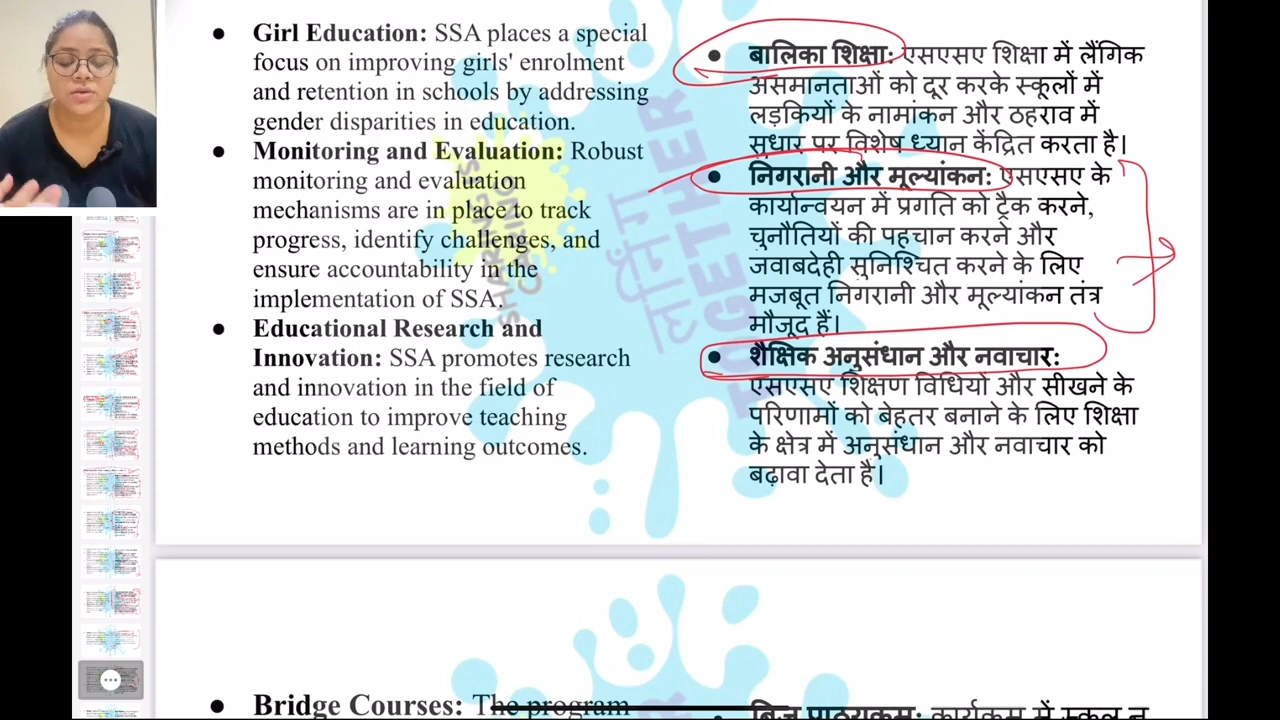 Girl Education: SSA places a special
focus on improving girls' enrolment
and retention in schools by addressing
gender disparities in education.
Monitoring and Evaluation: Robust
monitoring and evaluation
mechanisms are in place to track
progress, identify challenges, and
ensure accountability in the
implementation of SSA.
Educational Research and
Innovation: SSA promotes research
and innovation in the field of
education to improve teaching
methods and learning outcomes.
Bridge Courses: The program
बालिका शिक्षा: एसएसए शिक्षा में लैंगिक
असमानताओं को दूर करके स्कूलों में
लड़कियों के नामांकन और ठहराव में
सुधार पर विशेष ध्यान केंद्रित करता है।
निगरानी और मूल्यांकन: एसएसए के
कार्यान्वयन में प्रगति को ट्रैक करने,
चुनौतियों की पहचान करने और
जवाबदेही सुनिश्चित करने के लिए
मजबूत निगरानी और मूल्यांकन तंत्र
मौजूद हैं।
शैक्षिक अनुसंधान और नवाचार:
एसएसए शिक्षण विधियों और सीखने के
परिणामों को बेहतर बनाने के लिए शिक्षा
के क्षेत्र में अनुसंधान और नवाचार को
बढ़ावा देता है।
ब्रिज पाठ्यक्रम: कार्यक्रम में स्कूल न